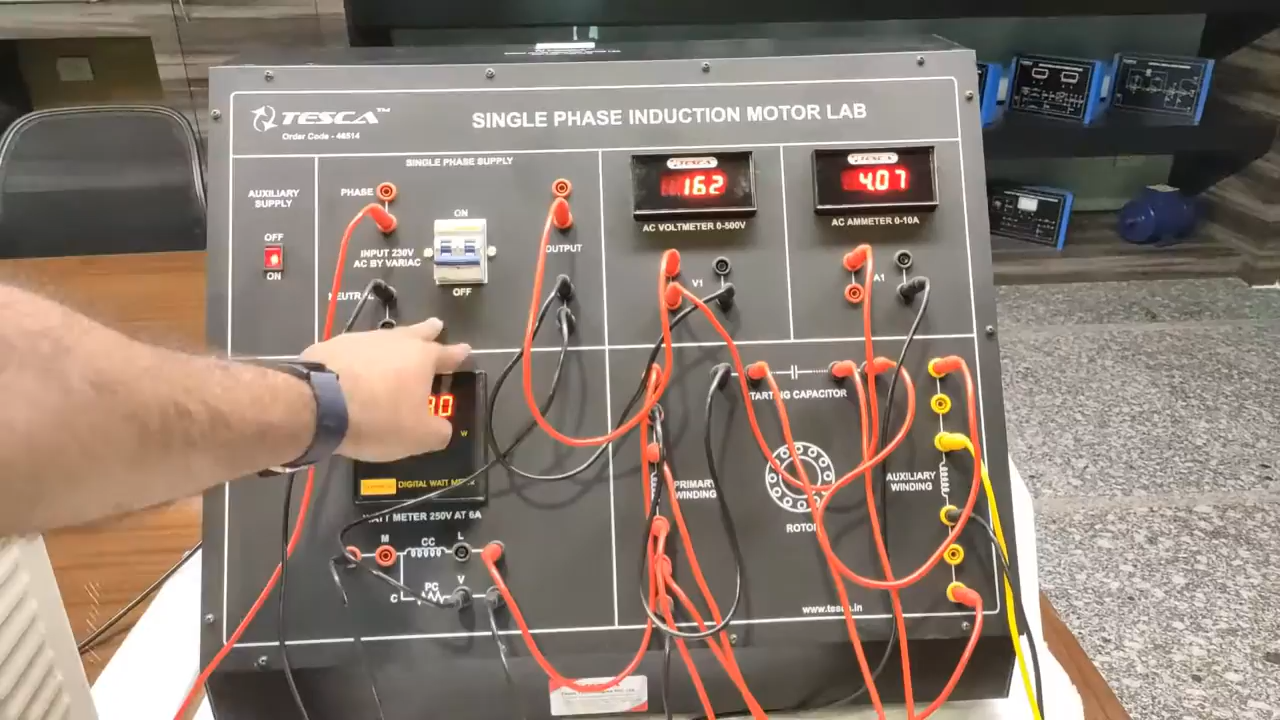 TESCA™
Order Code - 46514
SINGLE PHASE INDUCTION MOTOR LAB
AUXILIARY
SUPPLY
OFF
ON
SINGLE PHASE SUPPLY
PHASE
INPUT 230V
AC BY VARIAC
NEUTRAL
ON
OFF
OUTPUT
TESCA
162
AC VOLTMETER 0-500V
V1
TESCA
4.07
AC AMMETER 0-10A
A1
W
DIGITAL WATT METER
WATT METER 250V AT 6A
M
CC
L
C
PC
V
STARTING CAPACITOR
PRIMARY
WINDING
ROTOR
AUXILIARY
WINDING
www.tesca.in